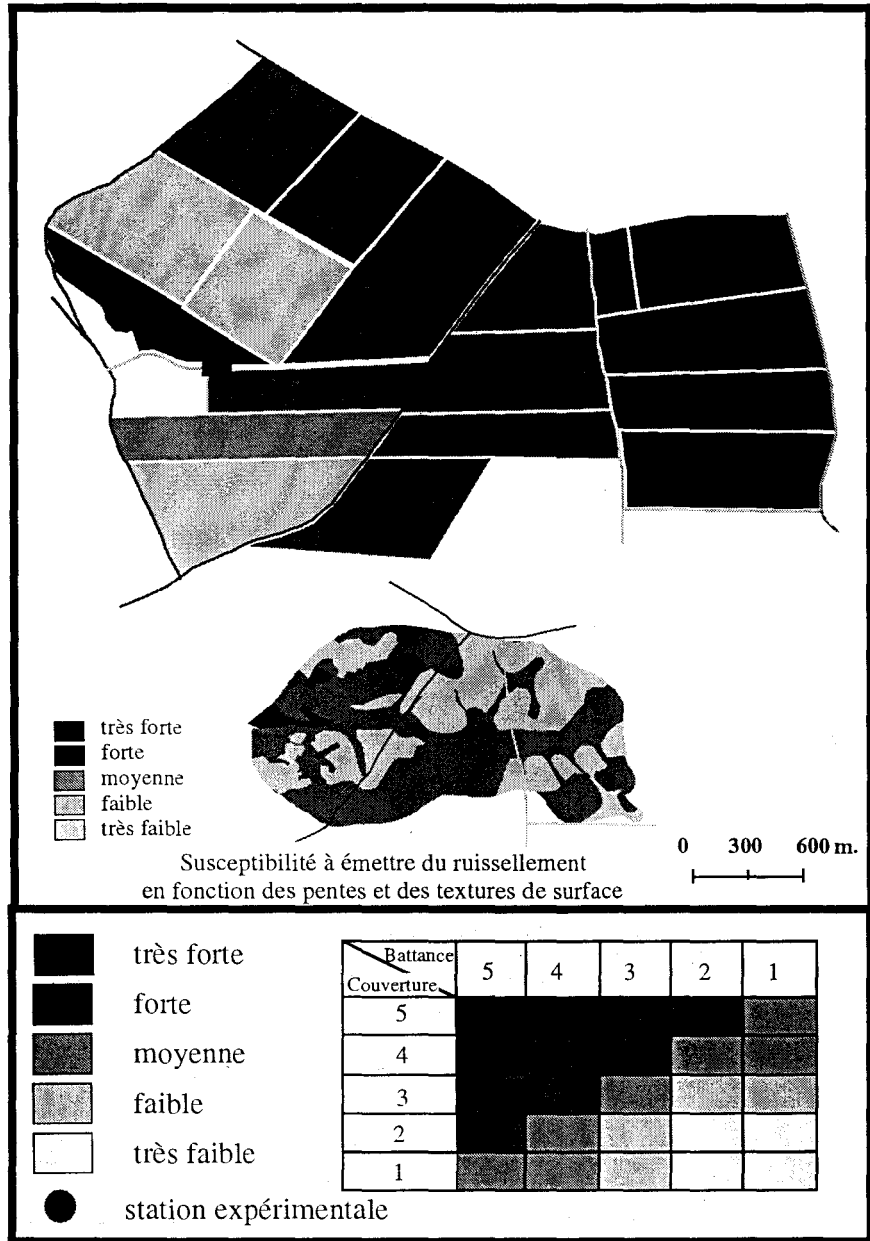 très forte
forte
moyenne
faible
très faible
Susceptibilité à émettre du ruissellement
en fonction des pentes et des textures de surface
0 300 600 m.
très forte
forte
moyenne
faible
très faible
station expérimentale
Battance
Couverture
5 4 3 2 1
5
4
3
2
1